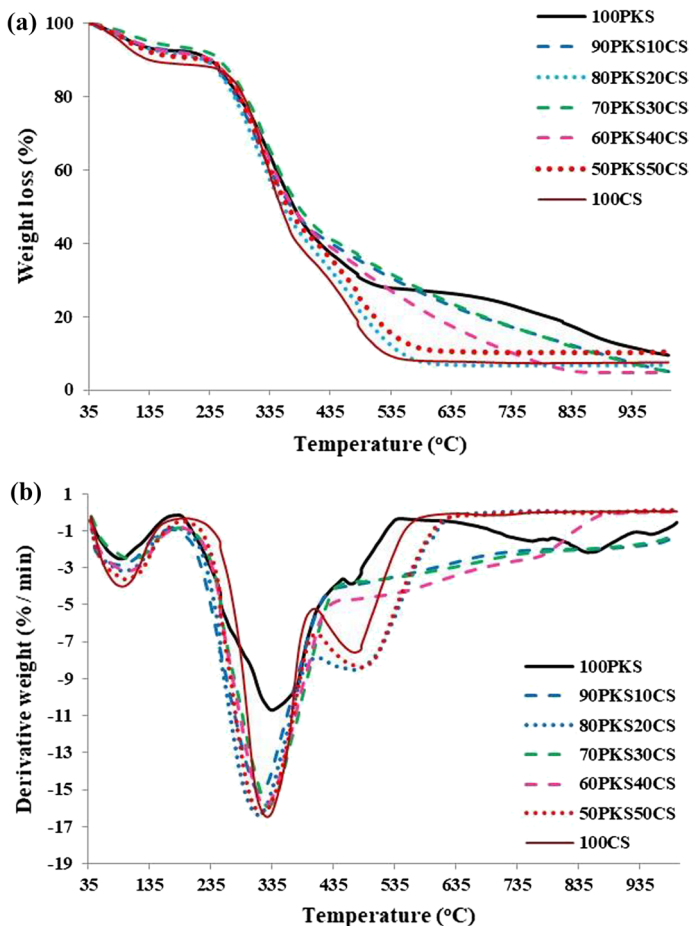 (a)
Weight loss (%)
100
80
60
40
20
0
35 135 235 335 435 535 635 735 835 935
Temperature (°C)
100PKS
90PKS10CS
80PKS20CS
70PKS30CS
60PKS40CS
50PKS50CS
100CS
(b)
Derivative weight (% / min)
1
-1
-3
-5
-7
-9
-11
-13
-15
-17
-19
35 135 235 335 435 535 635 735 835 935
Temperature (°C)
100PKS
90PKS10CS
80PKS20CS
70PKS30CS
60PKS40CS
50PKS50CS
100CS